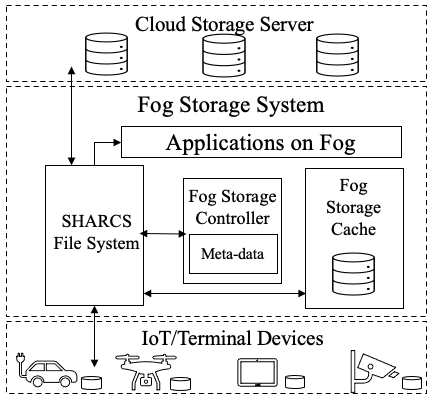 Cloud Storage Server
Fog Storage System
Applications on Fog
SHARCS
File System
Fog Storage
Controller
Meta-data
Fog
Storage
Cache
IoT/Terminal Devices